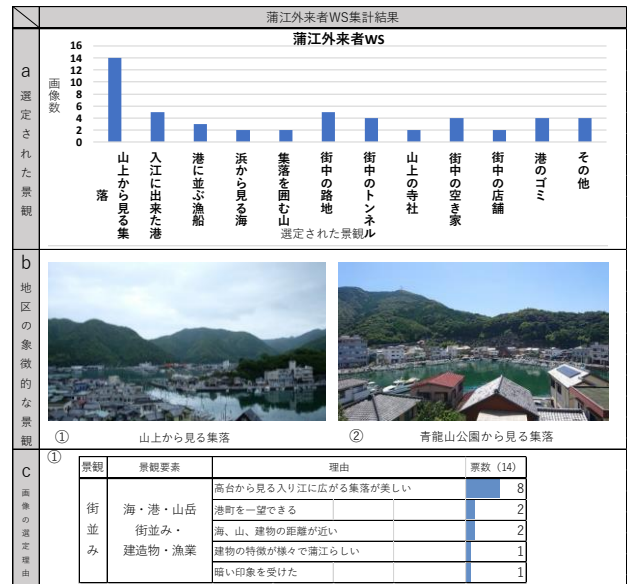 蒲江外来者WS集計結果
a 選定された景観
蒲江外来者WS
画像数
16
14
12
10
8
6
4
2
0
山上から見る集落
入江に出来た港
港に並ぶ漁船
浜から見る海
集落を囲む山
街中の路地
街中のトンネル
山上の寺社
街中の空き家
街中の店舗
港のゴミ
その他
選定された景観
b 地区の象徴的な景観
① 山上から見る集落
② 青龍山公園から見る集落
c 画像の選定理由
①
景観 景観要素 理由 票数（14）
街並み
海・港・山岳
街並み・
建造物・漁業
高台から見る入り江に広がる集落が美しい 8
港町を一望できる 2
海、山、建物の距離が近い 2
建物の特徴が様々で蒲江らしい 1
暗い印象を受けた 1